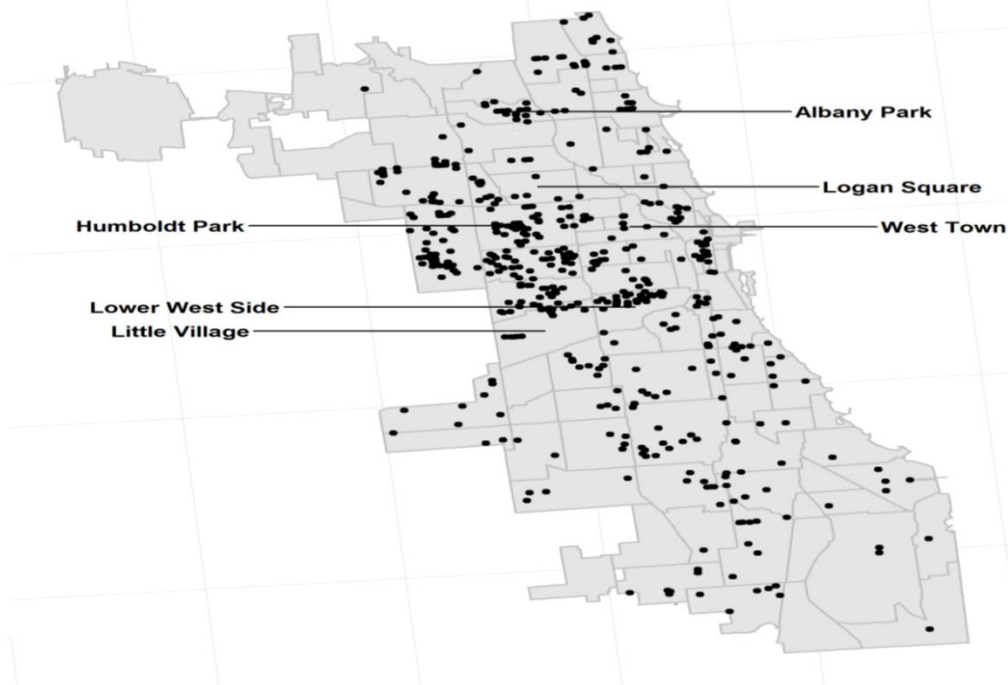 Albany Park
Logan Square
Humboldt Park
West Town
Lower West Side
Little Village